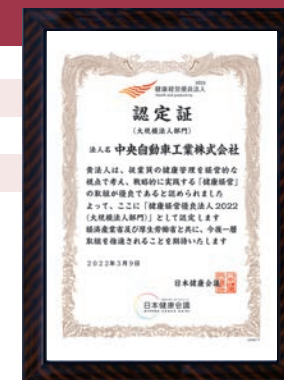 2022
健康経営優良法人
Health and productivity
認定証
（大規模法人部門）
法人名 中央自動車工業株式会社
貴法人は、従業員の健康管理を経営的な
視点で考え、戦略的に実践する「健康経営」
の取組が優良であると認められました
よって、ここに「健康経営優良法人2022
（大規模法人部門）」として認定します
経済産業省及び厚生労働省と共に、今後一層
取組を推進されることを期待いたします
2022年3月9日
日本健康会議
日本健康会議
NIPPON KENKO KAIGI